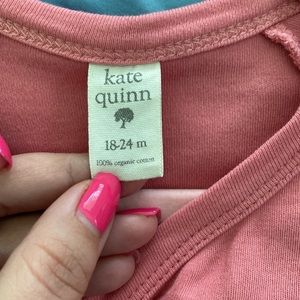 kate
quinn
18-24 m
100% organic cotton